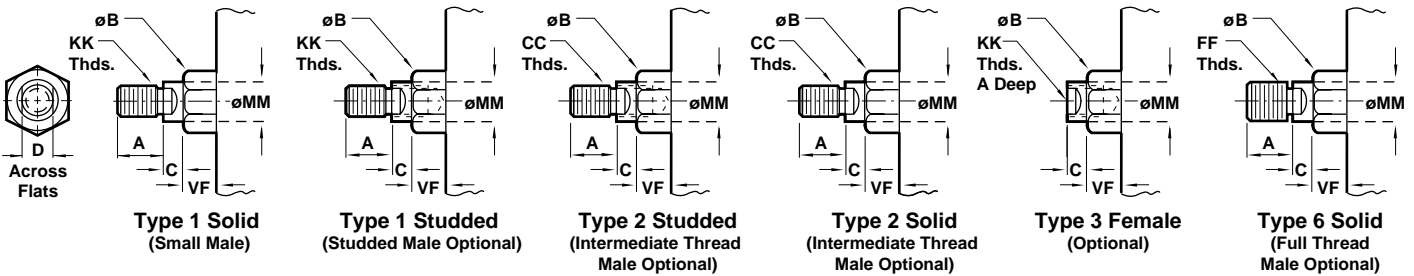 D
Across
Flats
øB
KK
Thds.
øMM
A
C
VF
Type 1 Solid
(Small Male)
øB
KK
Thds.
øMM
A
C
VF
Type 1 Studded
(Studded Male Optional)
øB
CC
Thds.
øMM
A
C
VF
Type 2 Studded
(Intermediate Thread
Male Optional)
øB
CC
Thds.
øMM
A
C
VF
Type 2 Solid
(Intermediate Thread
Male Optional)
øB
KK
Thds.
A Deep
øMM
C
VF
Type 3 Female
(Optional)
øB
FF
Thds.
øMM
A
C
VF
Type 6 Solid
(Full Thread
Male Optional)